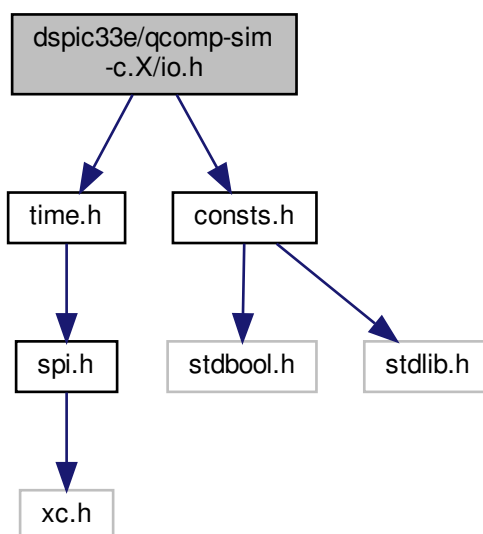 dspic33e/qcomp-sim
-c.X/io.h
time.h
consts.h
spi.h
stdbool.h
stdlib.h
xc.h